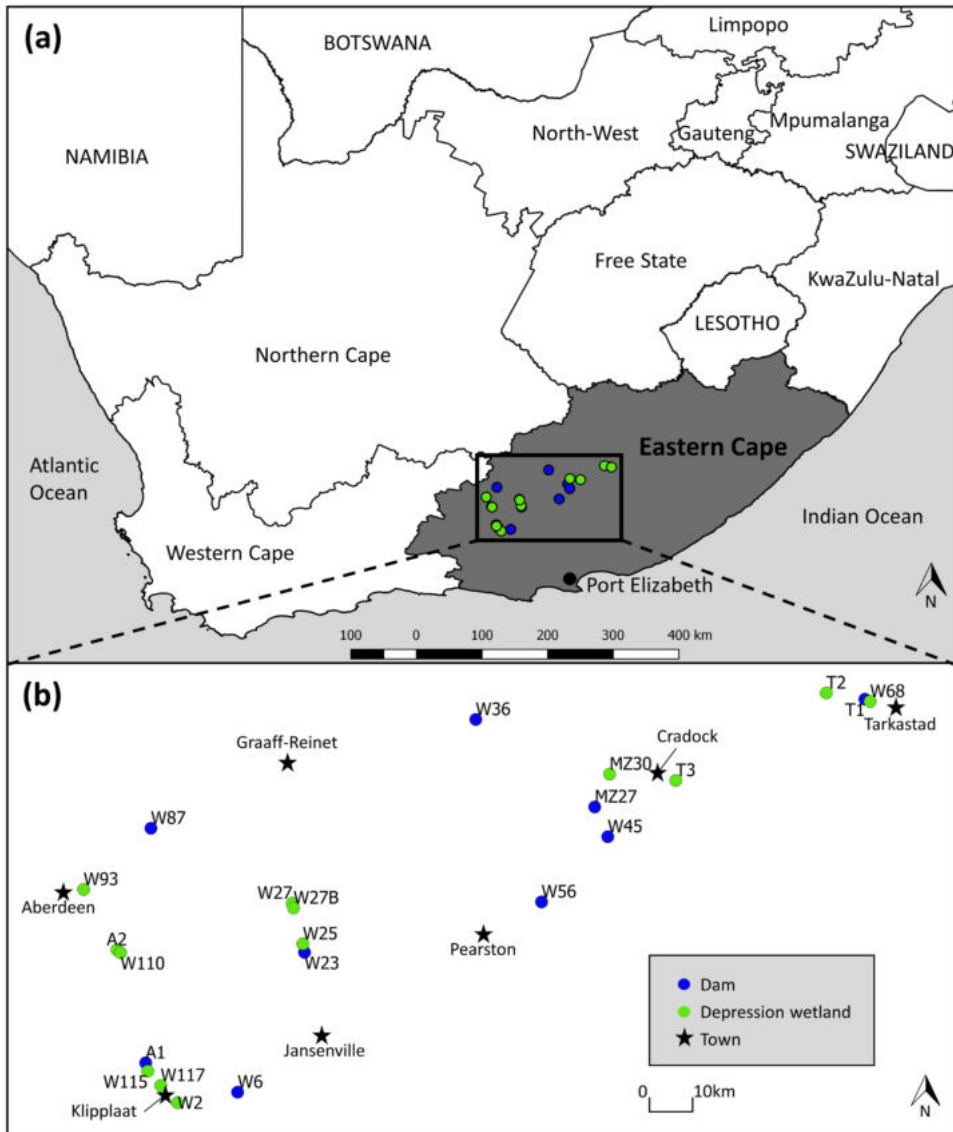 (a)
BOTSWANA
Limpopo
North-West
Gauteng
Mpumalanga
SWAZILAND
NAMIBIA
Free State
KwaZulu-Natal
LESOTHO
Northern Cape
Eastern Cape
Atlantic
Ocean
Indian Ocean
Western Cape
Port Elizabeth
N
100 0 100 200 300 400 km
(b)
T2
W68
T1
Tarkastad
W36
Graaff-Reinet
Cradock
MZ30
T3
MZ27
W87
W45
W93
Aberdeen
W27
W27B
W56
A2
W110
W25
W23
Pearston
Dam
Depression wetland
Town
Jansenville
A1
W115
W117
W6
Klipplaat
W2
0 10km
N